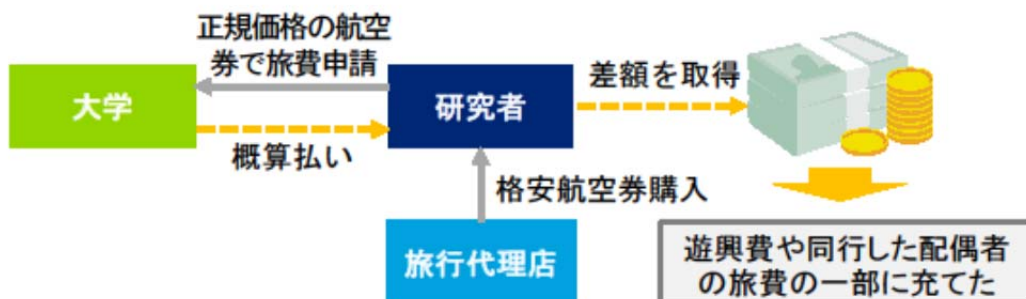 正規価格の航空
券で旅費申請
大学
研究者
差額を取得
概算払い
格安航空券購入
旅行代理店
遊興費や同行した配偶者
の旅費の一部に充てた